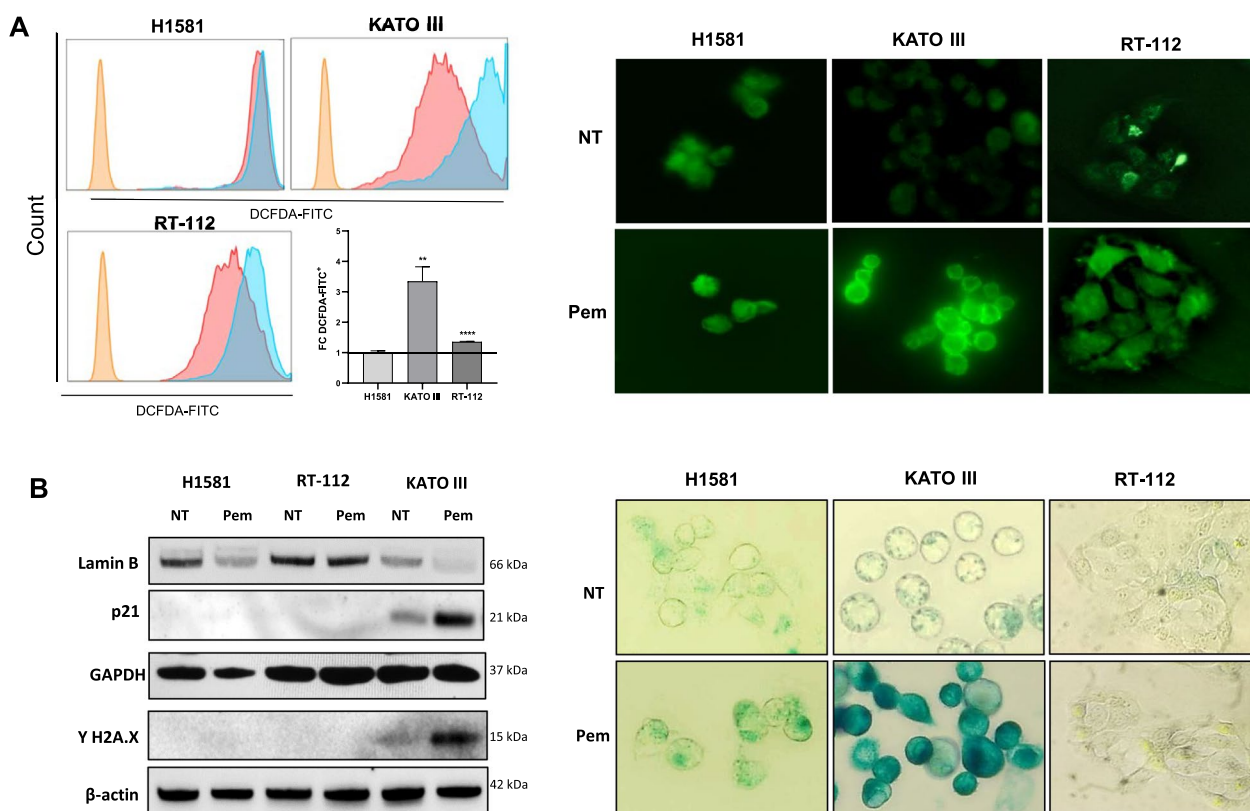 A
H1581
KATO III
Count
DCFDA-FITC
RT-112
DCFDA-FITC
FC DCFDA-FITC+
5
4
3
2
1
0
**
****
H1581
KATO III
RT-112
H1581
KATO III
RT-112
NT
Pem
B
H1581
RT-112
KATO III
NT
Pem
NT
Pem
NT
Pem
Lamin B
66 kDa
p21
21 kDa
GAPDH
37 kDa
Y H2A.X
15 kDa
β-actin
42 kDa
H1581
KATO III
RT-112
NT
Pem